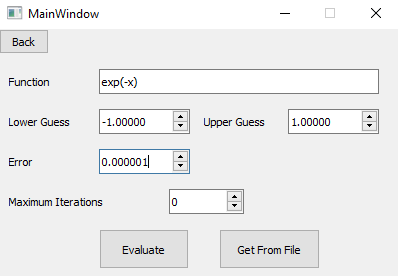 MainWindow
Back
Function exp(-x)
Lower Guess -1.00000 Upper Guess 1.00000
Error 0.000001
Maximum Iterations 0
Evaluate Get From File